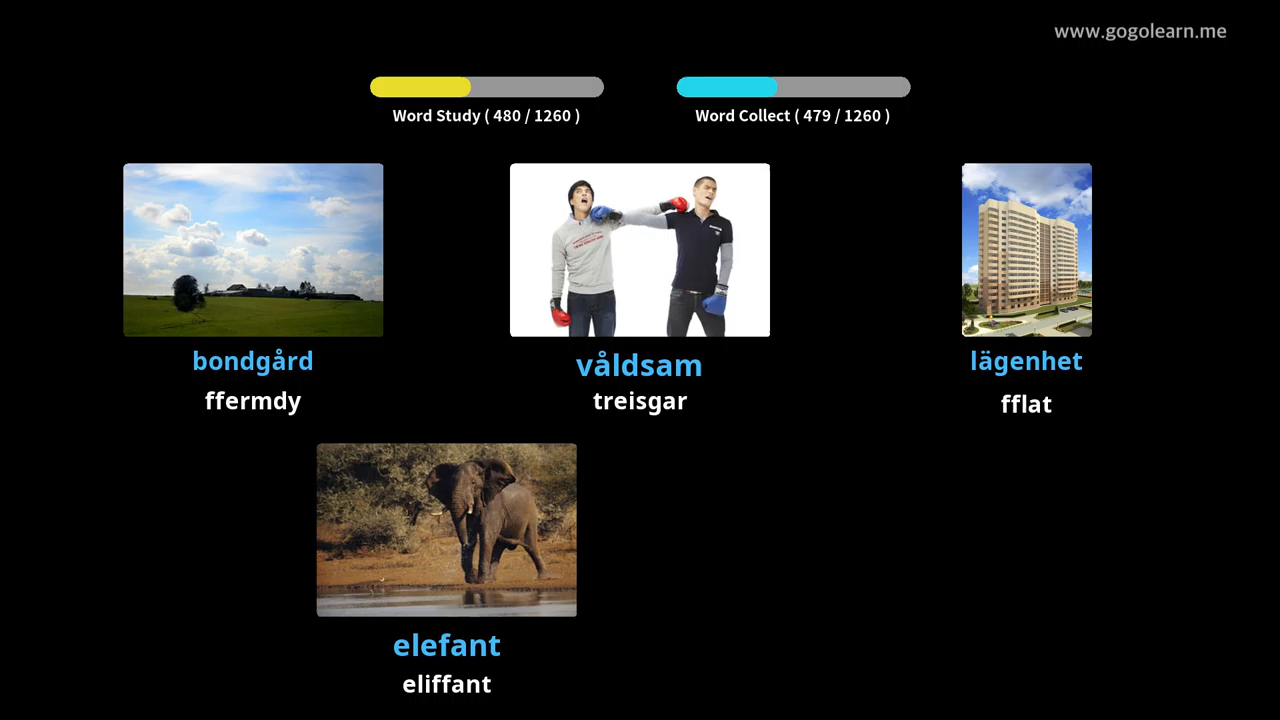 www.gogolearn.me
Word Study ( 480 / 1260 )
Word Collect ( 479 / 1260 )
bondgård
ffermdy
våldsam
treisgar
lägenhet
fflat
elefant
eliffant